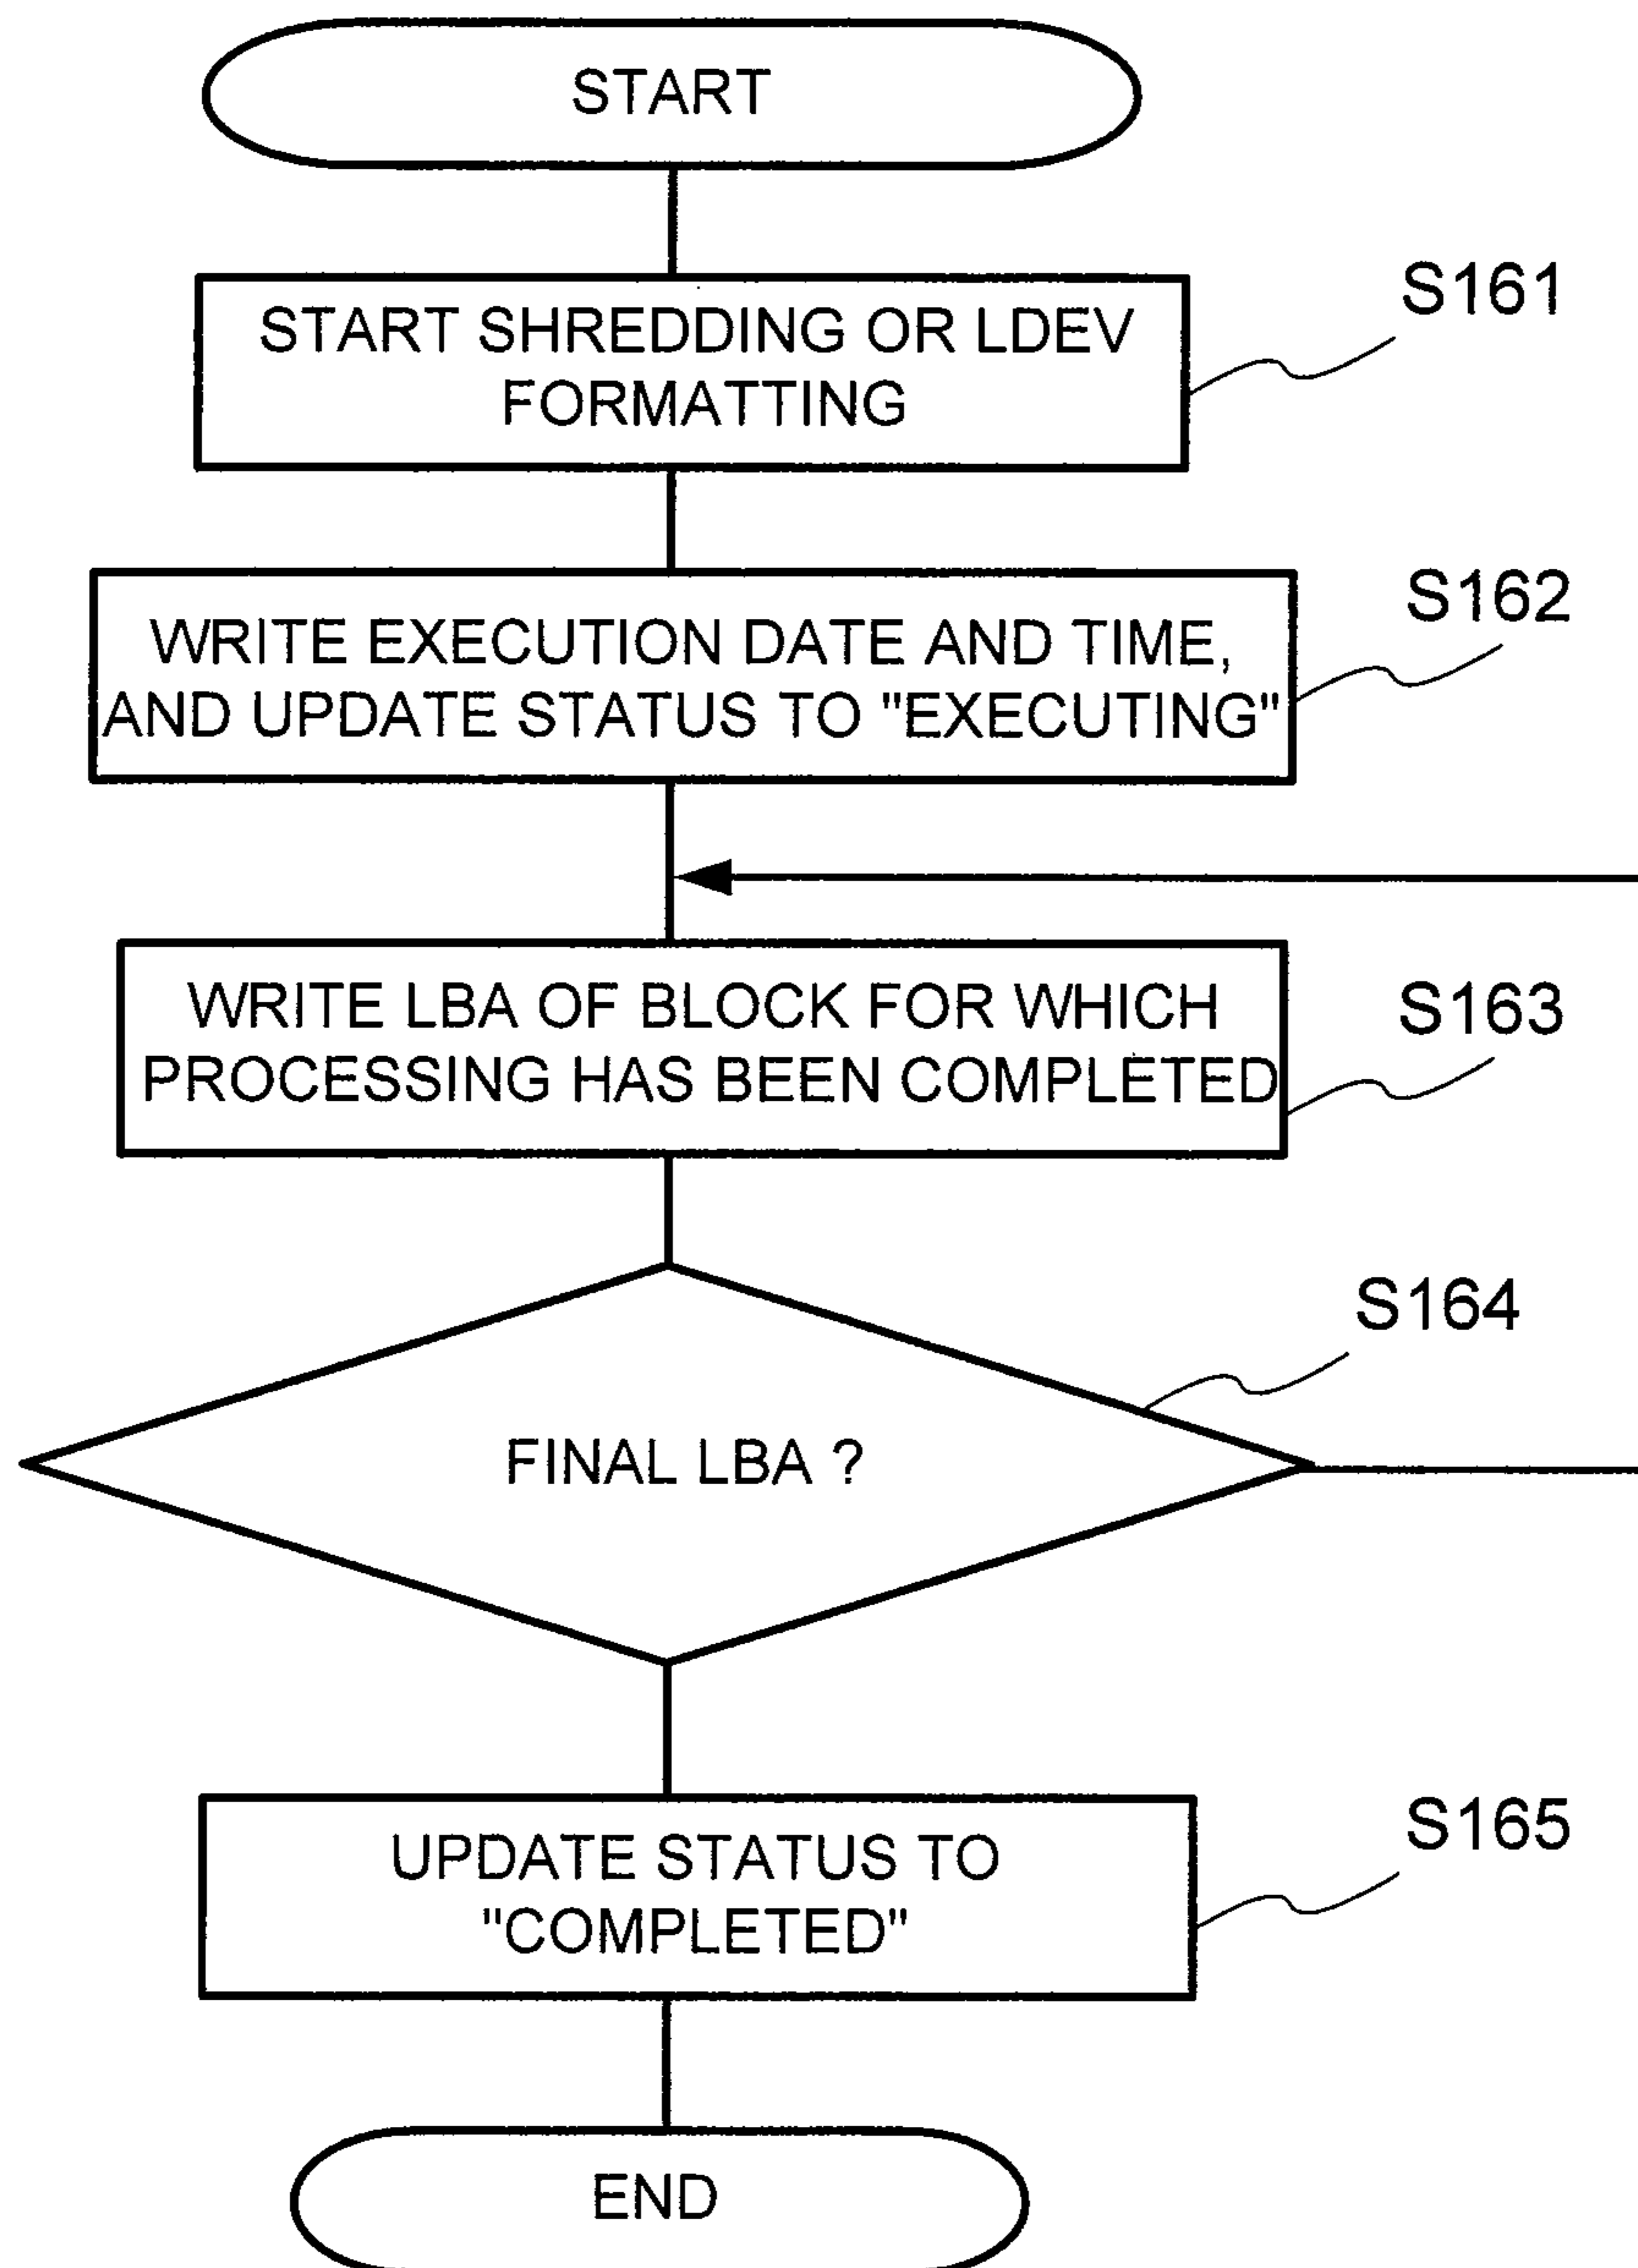 START
S161
START SHREDDING OR LDEV
FORMATTING
S162
WRITE EXECUTION DATE AND TIME,
AND UPDATE STATUS TO "EXECUTING"
S163
WRITE LBA OF BLOCK FOR WHICH
PROCESSING HAS BEEN COMPLETED
S164
FINAL LBA ?
S165
UPDATE STATUS TO
"COMPLETED"
END